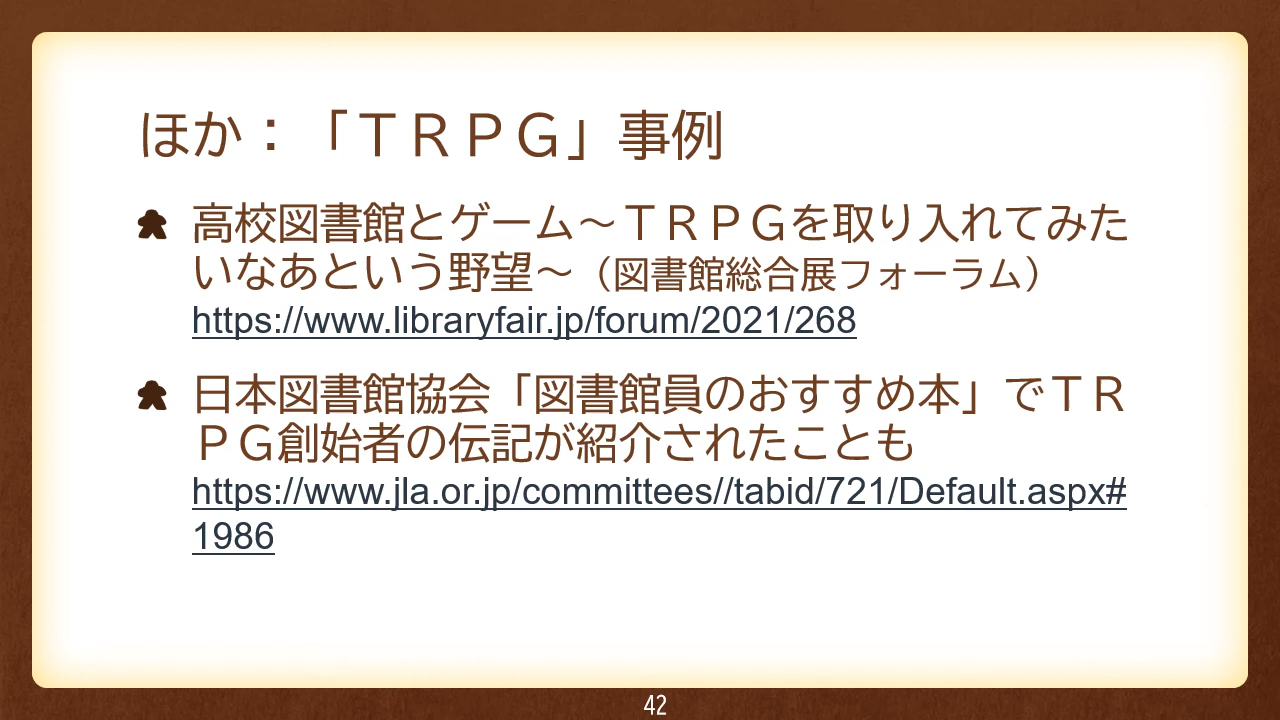 ほか：「ＴＲＰＧ」事例
高校図書館とゲーム～ＴＲＰＧを取り入れてみた
いなあという野望～（図書館総合展フォーラム）
https://www.libraryfair.jp/forum/2021/268
日本図書館協会「図書館員のおすすめ本」でＴＲ
ＰＧ創始者の伝記が紹介されたことも
https://www.jla.or.jp/committees//tabid/721/Default.aspx#
1986
42